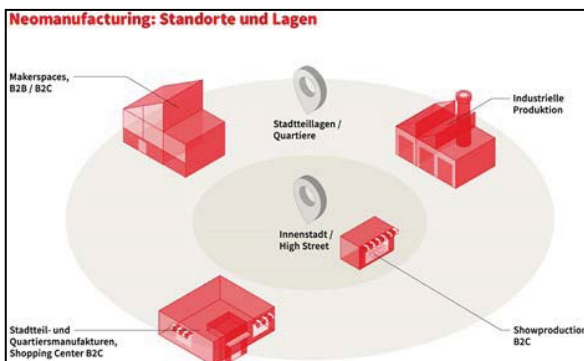 Neomanufacturing: Standorte und Lagen
Makerspaces,
B2B / B2C
Stadtteillagen /
Quartiere
Industrielle
Produktion
Innenstadt /
High Street
Stadtteil- und
Quartiersmanufakturen,
Shopping Center B2C
Showproduction
B2C